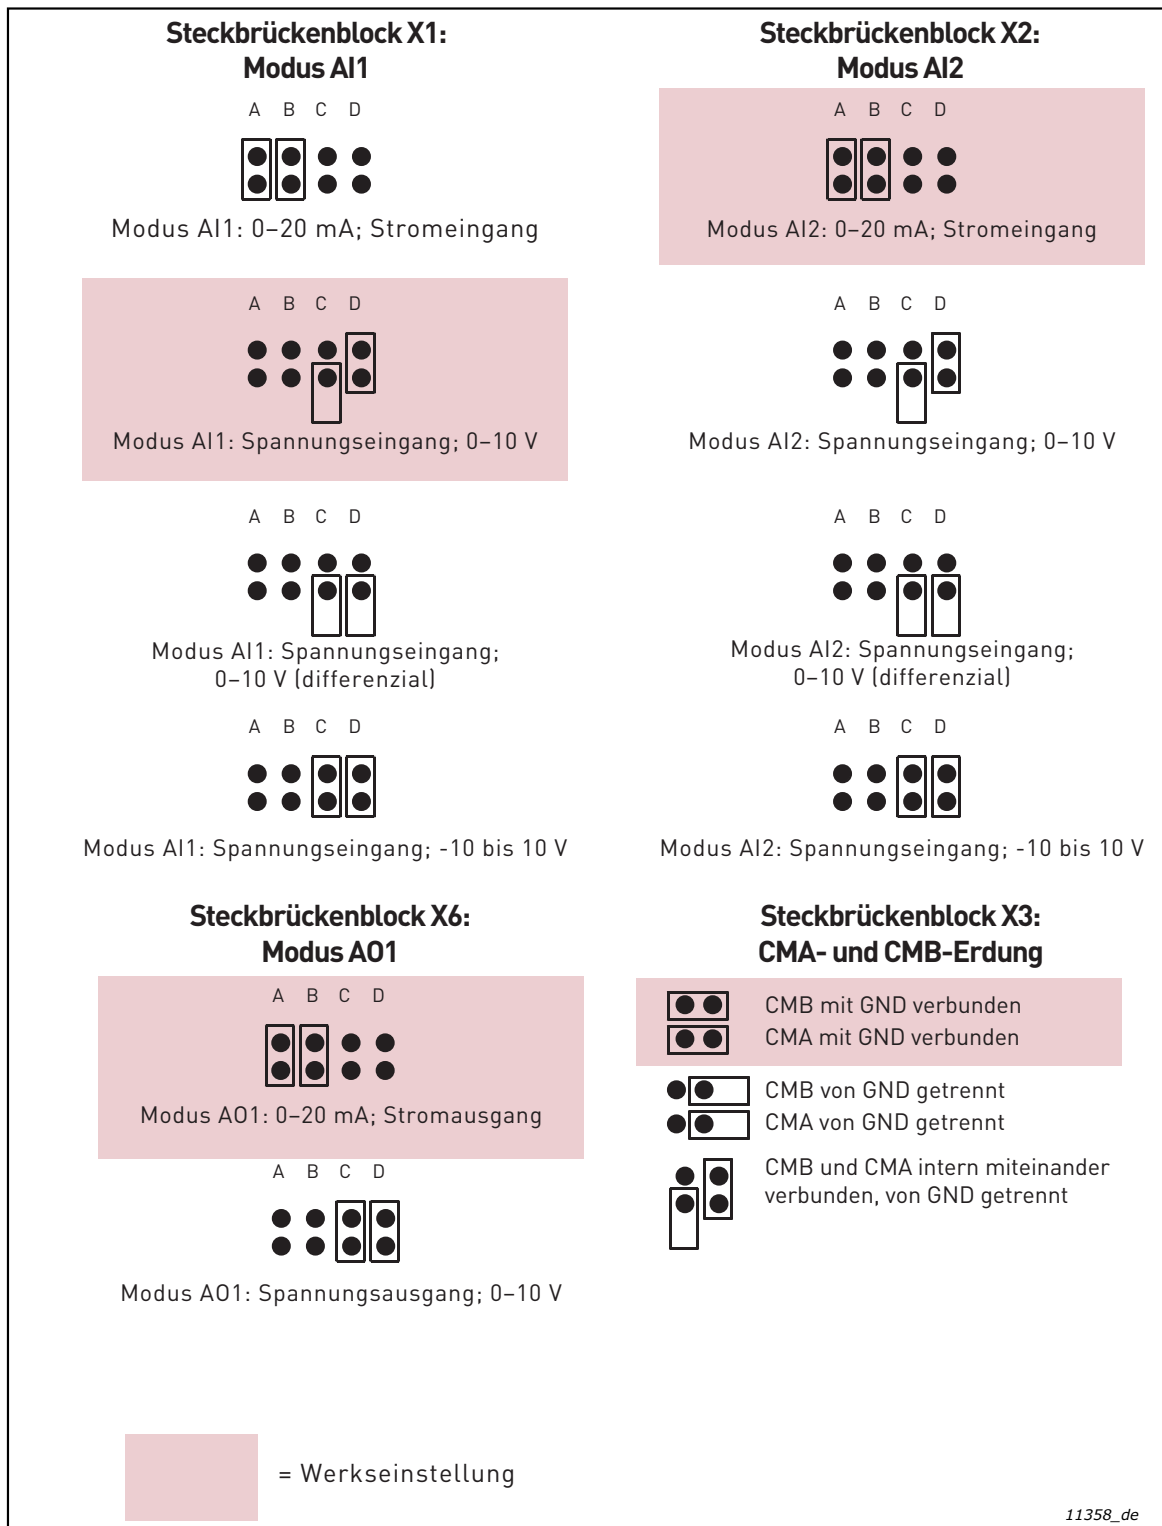 Steckbrückenblock X1:
Modus AI1
A B C D
Modus AI1: 0–20 mA; Stromeingang
A B C D
Modus AI1: Spannungseingang; 0–10 V
A B C D
Modus AI1: Spannungseingang;
0–10 V (differenzial)
A B C D
Modus AI1: Spannungseingang; -10 bis 10 V
Steckbrückenblock X2:
Modus AI2
A B C D
Modus AI2: 0–20 mA; Stromeingang
A B C D
Modus AI2: Spannungseingang; 0–10 V
A B C D
Modus AI2: Spannungseingang;
0–10 V (differenzial)
A B C D
Modus AI2: Spannungseingang; -10 bis 10 V
Steckbrückenblock X6:
Modus AO1
A B C D
Modus AO1: 0–20 mA; Stromausgang
A B C D
Modus AO1: Spannungsausgang; 0–10 V
Steckbrückenblock X3:
CMA- und CMB-Erdung
CMB mit GND verbunden
CMA mit GND verbunden
CMB von GND getrennt
CMA von GND getrennt
CMB und CMA intern miteinander
verbunden, von GND getrennt
= Werkseinstellung
11358_de